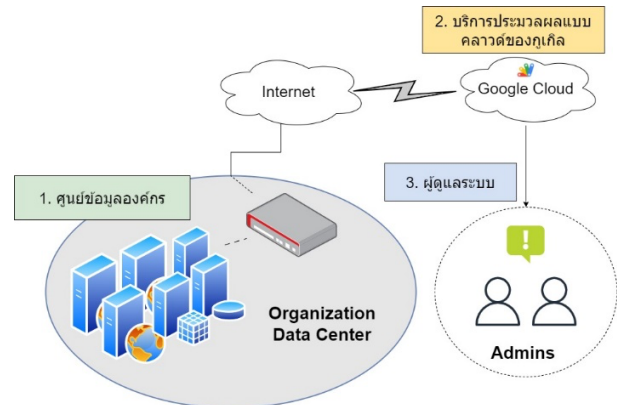 2. บริการประมวลผลแบบ
คลาวด์ของกูเกิล
Internet
Google Cloud
1. ศูนย์ข้อมูลองค์กร
3. ผู้ดูแลระบบ
Organization
Data Center
Admins